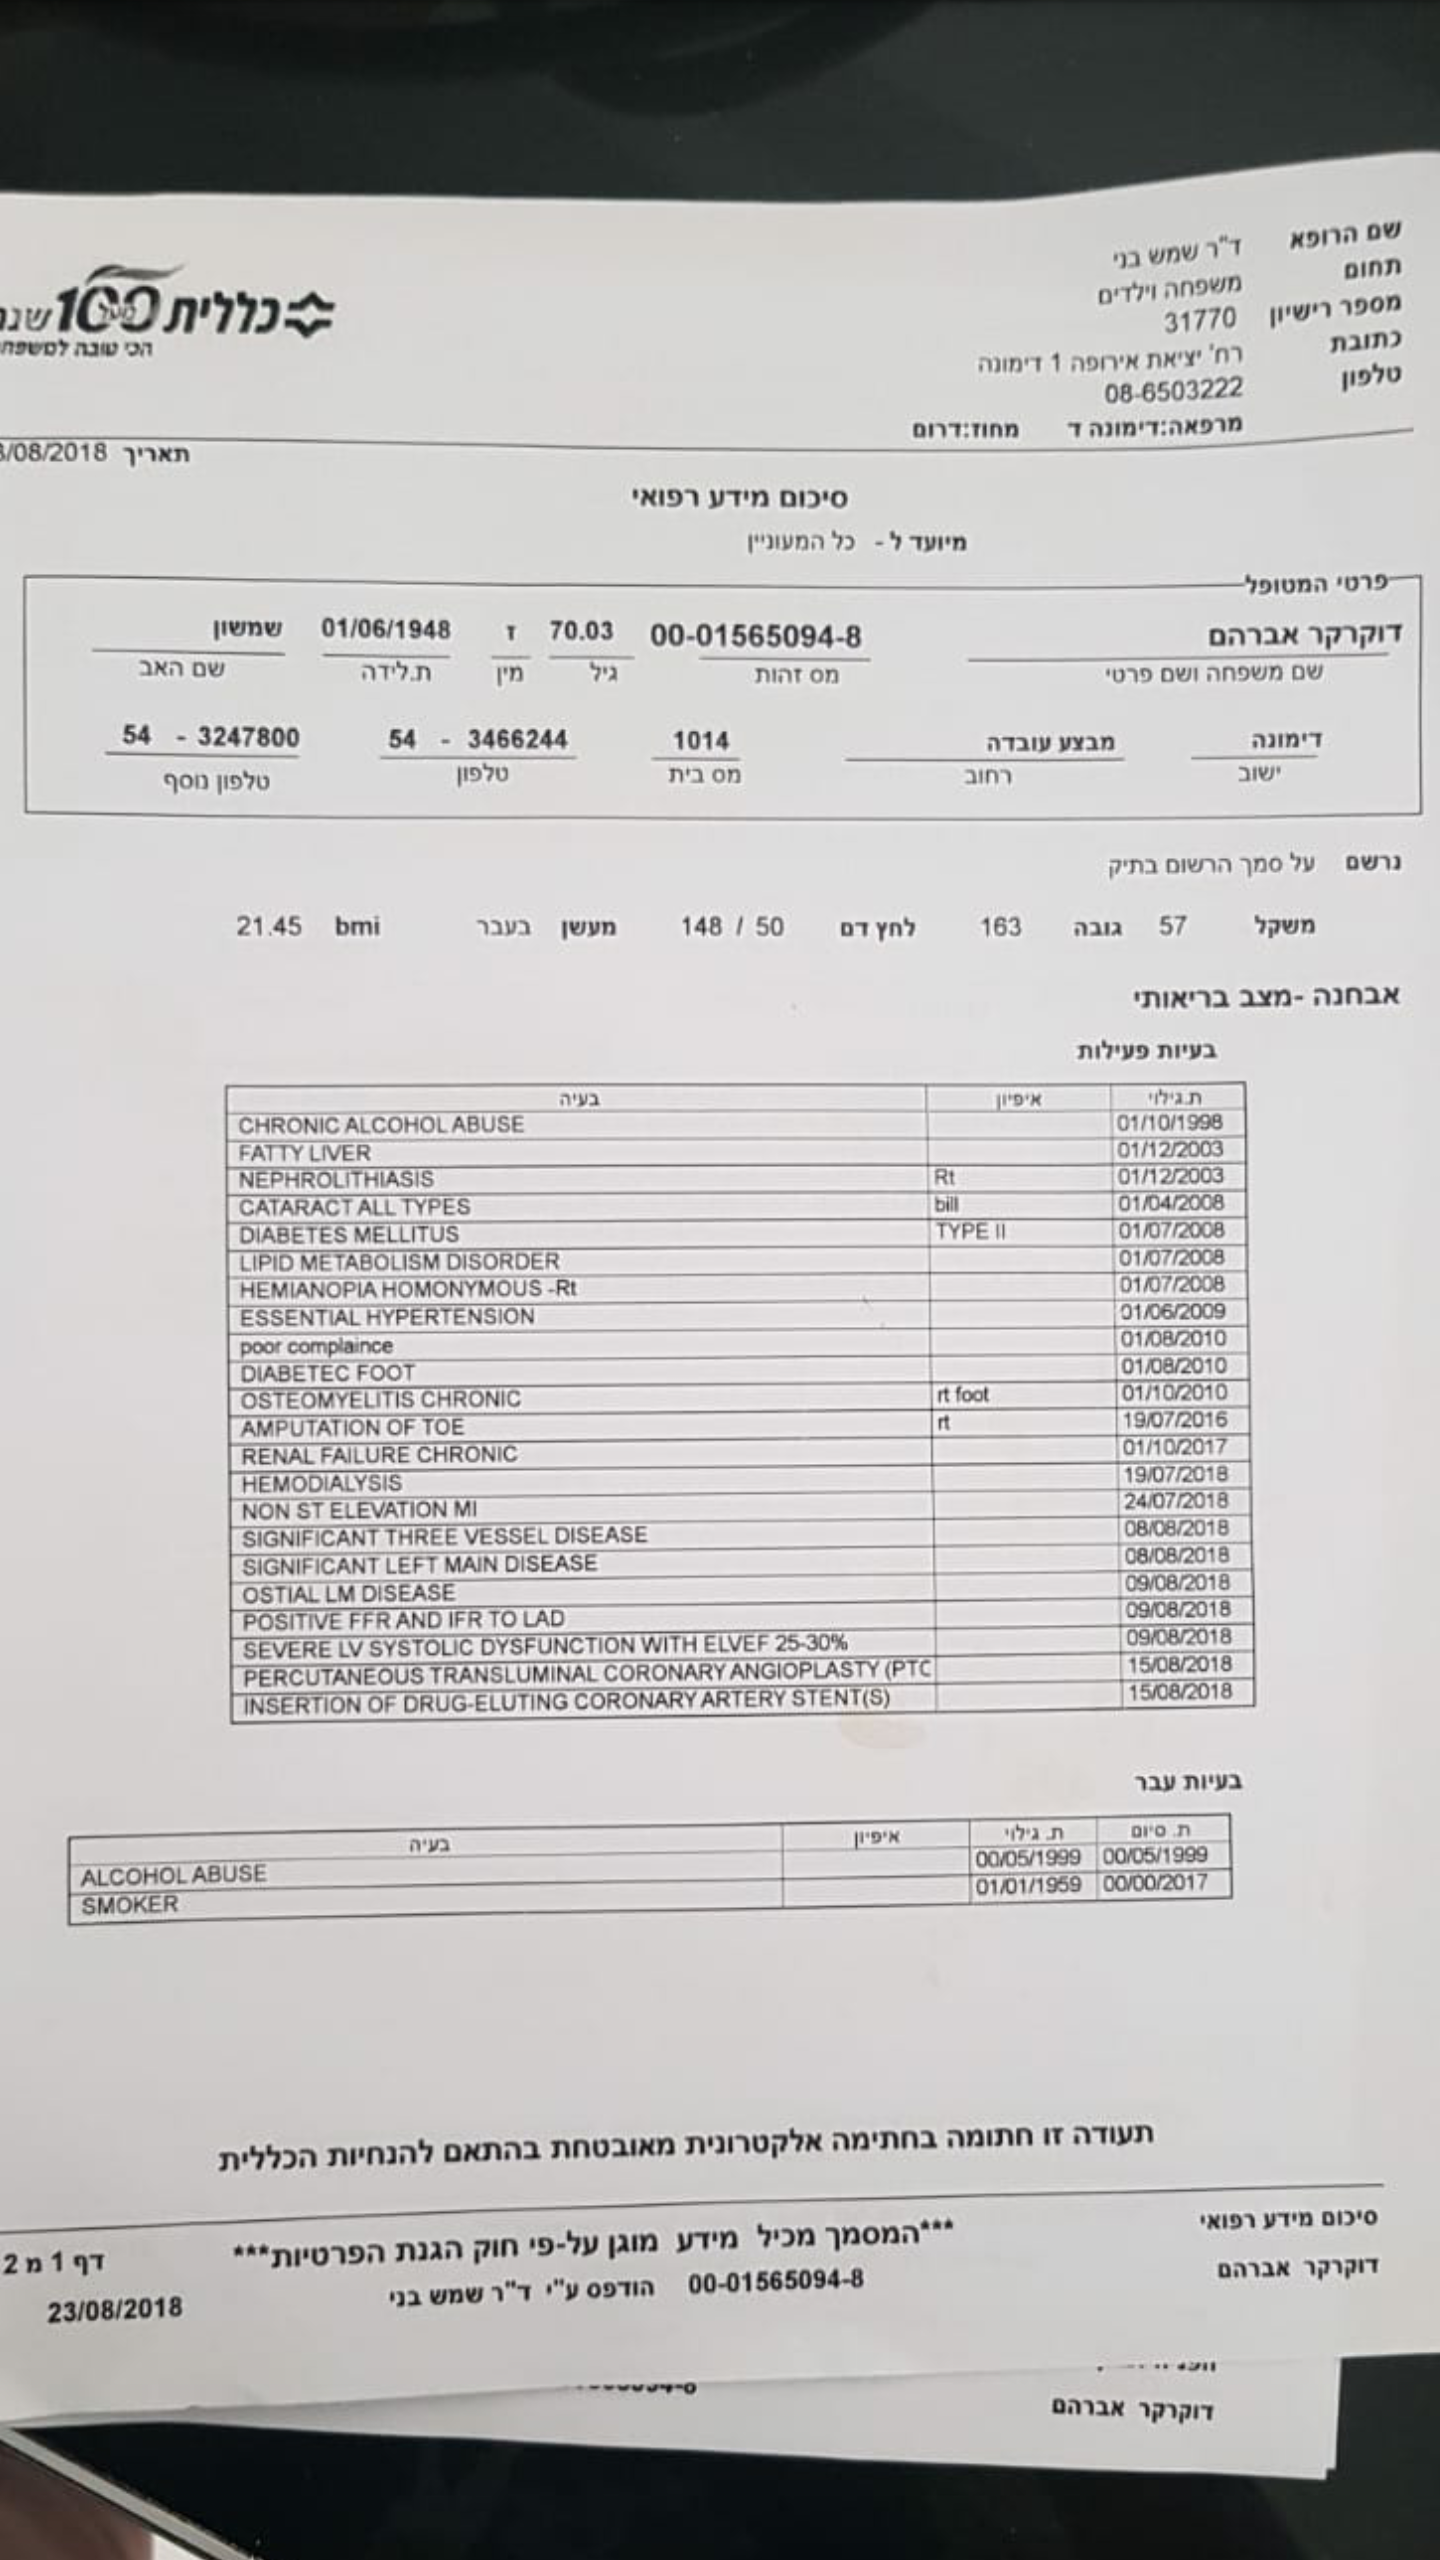 שם הרופא ד"ר שמש בני
תחום משפחה וילדים
מספר רישיון 31770
כתובת רח' יציאת אירופה 1 דימונה
טלפון 08-6503222
מרפאה:דימונה ד מחוז:דרום
כללית מעל 100
הכי טובה למשפחה
תאריך 3/08/2018
סיכום מידע רפואי
מיועד ל - כל המעוניין
פרטי המטופל
דוקרקר אברהם 00-01565094-8 70.03 ז 01/06/1948 שמשון
שם משפחה ושם פרטי מס זהות גיל מין ת.לידה שם האב
דימונה מבצע עובדה 1014 54 - 3466244 54 - 3247800
ישוב רחוב מס בית טלפון טלפון נוסף
נרשם על סמך הרשום בתיק
משקל 57 גובה 163 לחץ דם 148 / 50 מעשן בעבר bmi 21.45
אבחנה -מצב בריאותי
בעיות פעילות
בעיה איפיון ת.גילוי
CHRONIC ALCOHOL ABUSE 01/10/1998
FATTY LIVER 01/12/2003
NEPHROLITHIASIS Rt 01/12/2003
CATARACT ALL TYPES bill 01/04/2008
DIABETES MELLITUS TYPE II 01/07/2008
LIPID METABOLISM DISORDER 01/07/2008
HEMIANOPIA HOMONYMOUS -Rt 01/07/2008
ESSENTIAL HYPERTENSION 01/06/2009
poor complaince 01/08/2010
DIABETEC FOOT 01/08/2010
OSTEOMYELITIS CHRONIC rt foot 01/10/2010
AMPUTATION OF TOE rt 19/07/2016
RENAL FAILURE CHRONIC 01/10/2017
HEMODIALYSIS 19/07/2018
NON ST ELEVATION MI 24/07/2018
SIGNIFICANT THREE VESSEL DISEASE 08/08/2018
SIGNIFICANT LEFT MAIN DISEASE 08/08/2018
OSTIAL LM DISEASE 09/08/2018
POSITIVE FFR AND IFR TO LAD 09/08/2018
SEVERE LV SYSTOLIC DYSFUNCTION WITH ELVEF 25-30% 09/08/2018
PERCUTANEOUS TRANSLUMINAL CORONARY ANGIOPLASTY (PTC 15/08/2018
INSERTION OF DRUG-ELUTING CORONARY ARTERY STENT(S) 15/08/2018
בעיות עבר
בעיה איפיון ת. גילוי ת. סיום
ALCOHOL ABUSE 00/05/1999 00/05/1999
SMOKER 01/01/1959 00/00/2017
תעודה זו חתומה בחתימה אלקטרונית מאובטחת בהתאם להנחיות הכללית
סיכום מידע רפואי ***המסמך מכיל מידע מוגן על-פי חוק הגנת הפרטיות*** דף 1 מ 2
דוקרקר אברהם 00-01565094-8 הודפס ע"י ד"ר שמש בני 23/08/2018
דוקרקר אברהם